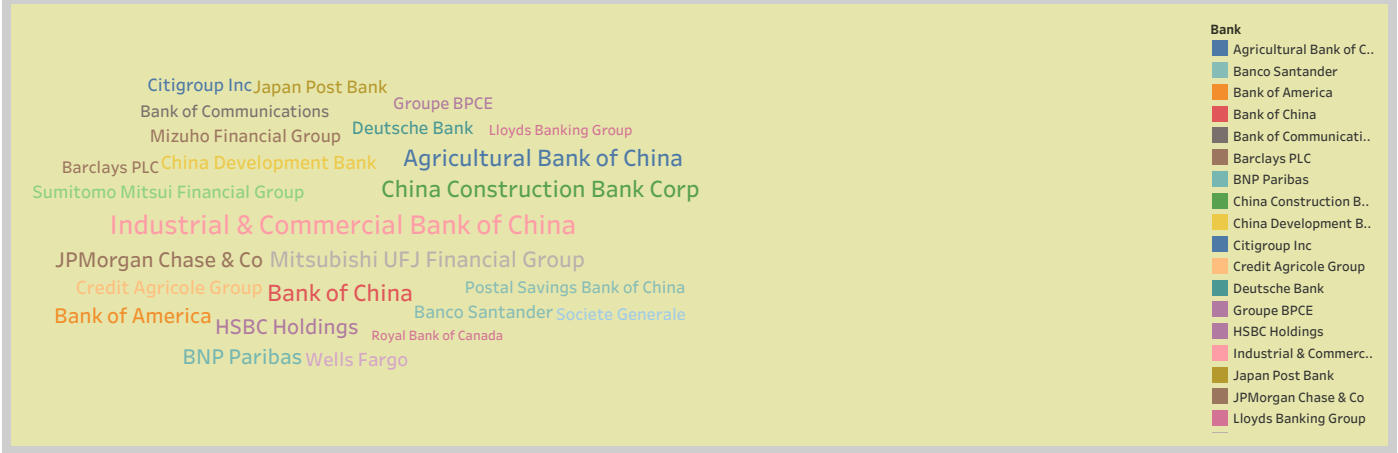 Citigroup Inc Japan Post Bank
Groupe BPCE
Bank of Communications
Mizuho Financial Group
Deutsche Bank
Lloyds Banking Group
Barclays PLC China Development Bank
Agricultural Bank of China
Sumitomo Mitsui Financial Group
China Construction Bank Corp
Industrial & Commercial Bank of China
JPMorgan Chase & Co Mitsubishi UFJ Financial Group
Credit Agricole Group Bank of China
Postal Savings Bank of China
Bank of America HSBC Holdings
Banco Santander Societe Generale
Royal Bank of Canada
BNP Paribas Wells Fargo
Bank
Agricultural Bank of C..
Banco Santander
Bank of America
Bank of China
Bank of Communicati..
Barclays PLC
BNP Paribas
China Construction B..
China Development B..
Citigroup Inc
Credit Agricole Group
Deutsche Bank
Groupe BPCE
HSBC Holdings
Industrial & Commerc..
Japan Post Bank
JPMorgan Chase & Co
Lloyds Banking Group